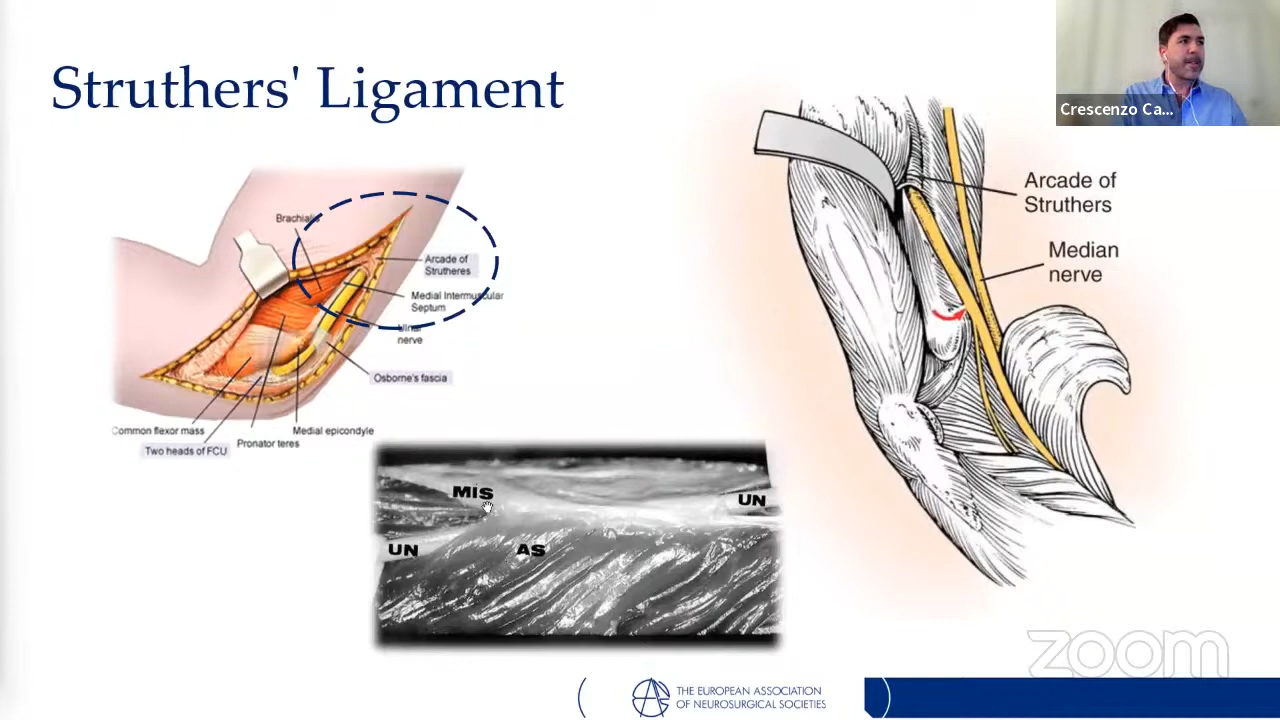 Struthers' Ligament
Crescenzo Ca...
Brachialis
Arcade of
Strutheres
Medial Intermuscular
Septum
Ulnar
nerve
Osborne's fascia
Common flexor mass
Medial epicondyle
Pronator teres
Two heads of FCU
Arcade of
Struthers
Median
nerve
MIS
UN
UN
AS
zoom
THE EUROPEAN ASSOCIATION
OF NEUROSURGICAL SOCIETIES